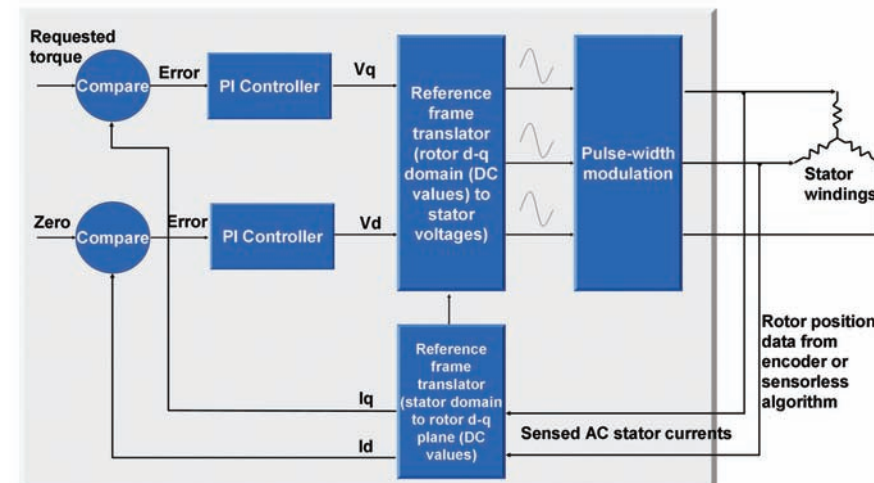 Requested
torque
Compare
Error
PI Controller
Vq
Reference
frame
translator
(rotor d-q
domain (DC
values) to
stator
voltages)
Pulse-width
modulation
Stator
windings
Zero
Compare
Error
PI Controller
Vd
Reference
frame
translator
(stator domain
to rotor d-q
plane (DC
values)
Iq
Id
Sensed AC stator currents
Rotor position
data from
encoder or
sensorless
algorithm